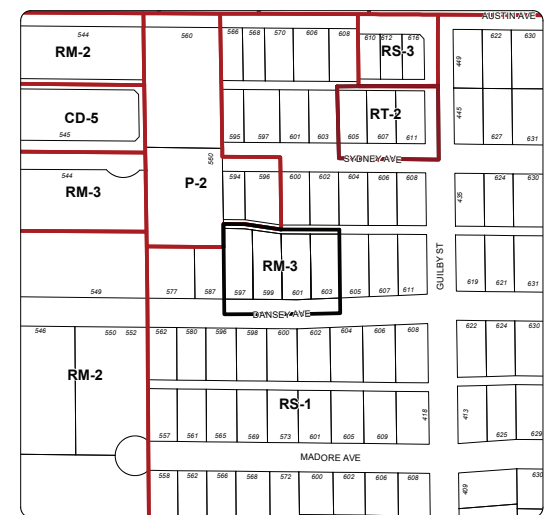 AUSTIN AVE
544
560
566 568 570 606 608
610 612 616
622 630
RM-2
RS-3
449
CD-5
RT-2
445
545
595 597 601 603 605 607 611
627 631
SYDNEY AVE
560
544
594 596 600 602 604 606 608
624 630
RM-3
P-2
435
GUILBY ST
RM-3
549
577 587
597 599 601 603 605 607 611
619 621 631
DANSEY AVE
546 550 552
562 580 596 598 600 602 604 606 608
622 624 630
RM-2
RS-1
418
413
557 561 565 569 573 601 605 609
625 629
MADORE AVE
558 562 566 568 572 600 602 606 608
630
409